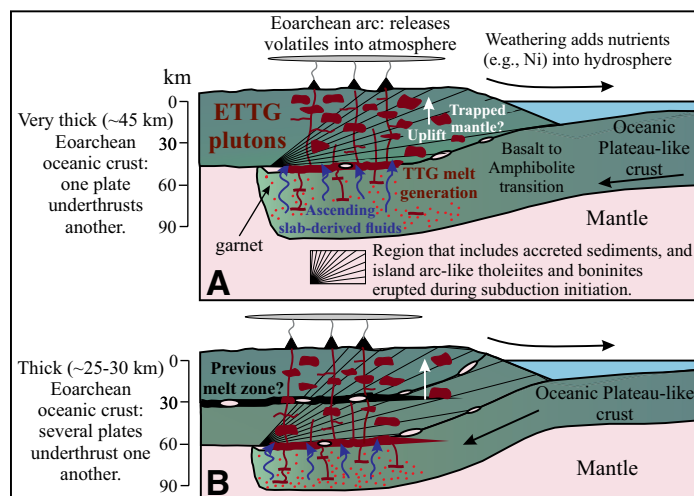 Eoarchean arc: releases
volatiles into atmosphere
Weathering adds nutrients
(e.g., Ni) into hydrosphere
km
0
30
60
90
Very thick (~45 km)
Eoarchean
oceanic crust:
one plate
underthrusts
another.
ETTG
plutons
Uplift
Trapped
mantle?
Oceanic
Plateau-like
crust
Basalt to
Amphibolite
transition
TTG melt
generation
Ascending
slab-derived fluids
garnet
Mantle
A
Region that includes accreted sediments, and
island arc-like tholeiites and boninites
erupted during subduction initiation.
km
0
30
60
90
Thick (~25-30 km)
Eoarchean
oceanic crust:
several plates
underthrust one
another.
Previous
melt zone?
Oceanic Plateau-like
crust
Mantle
B